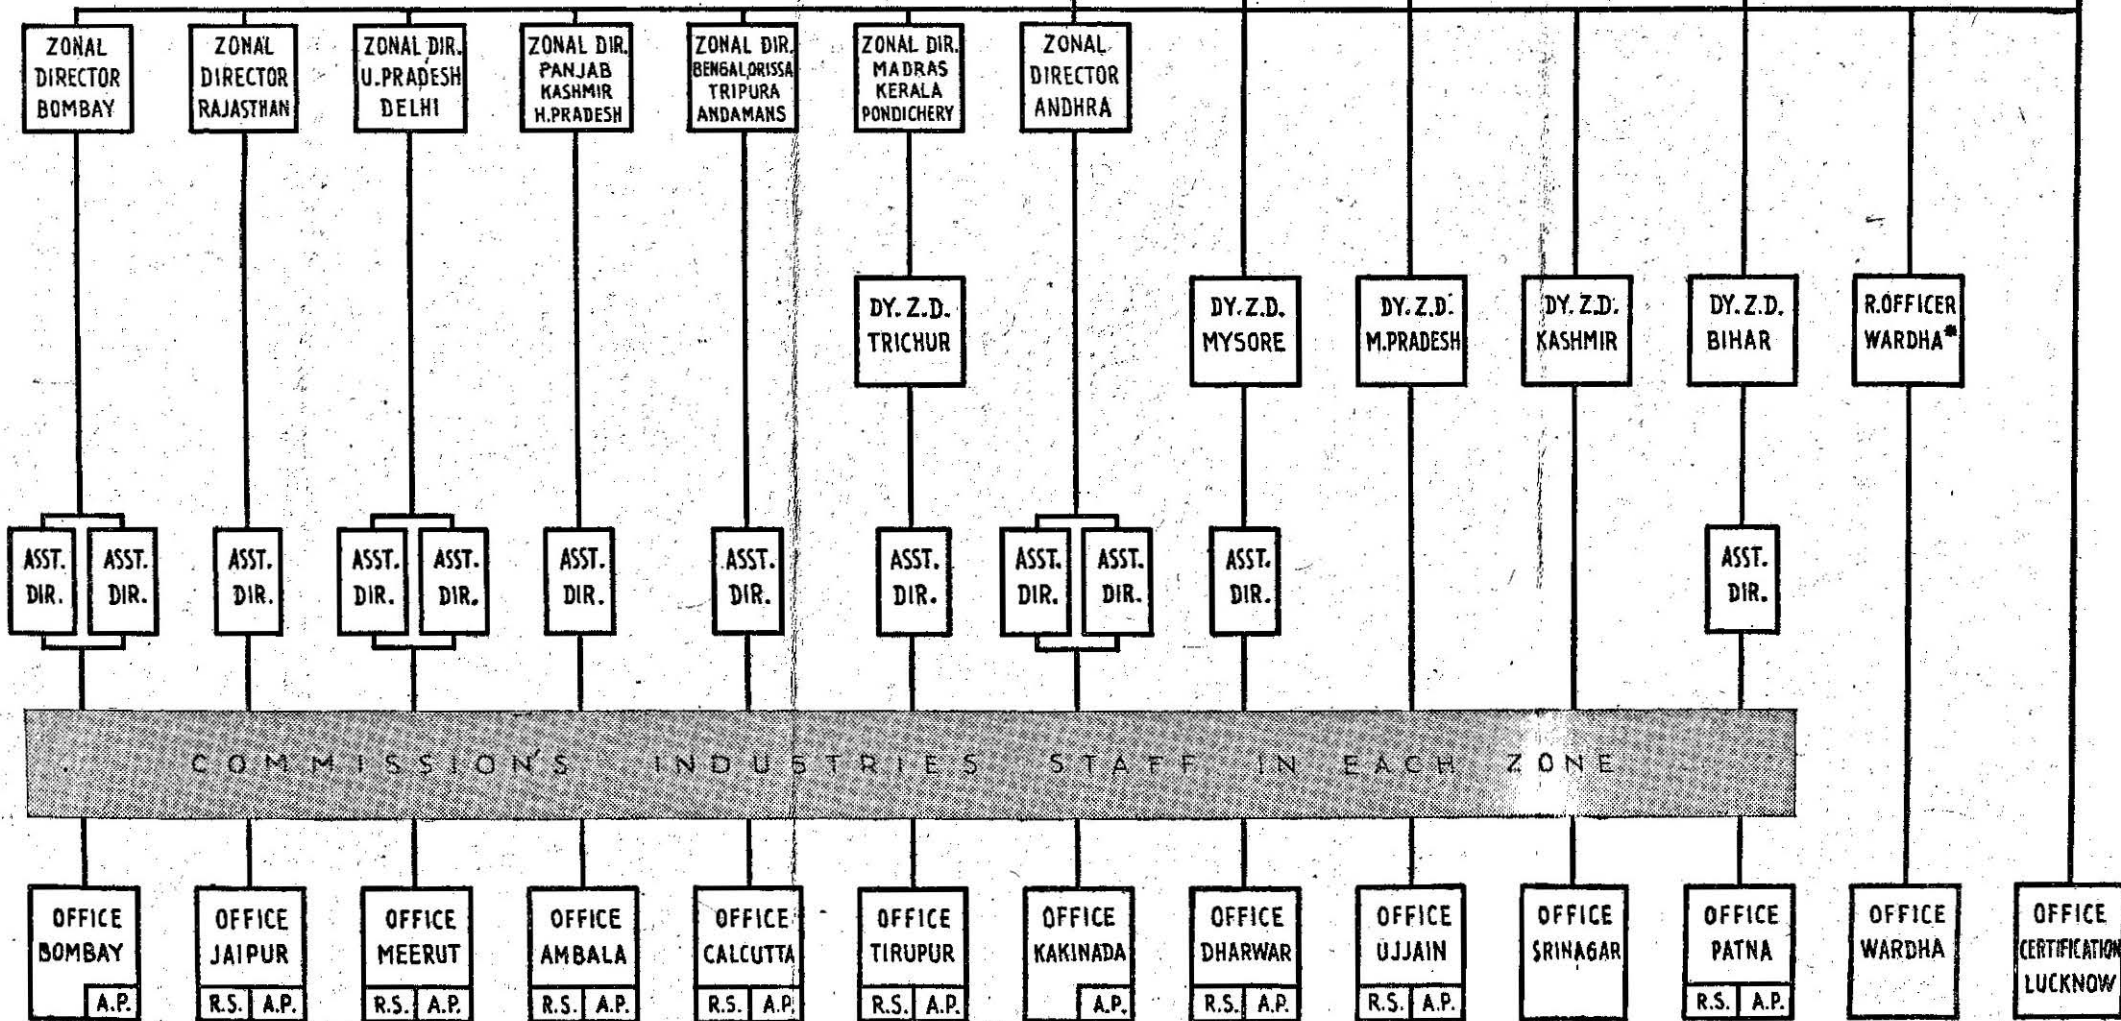 ZONAL
DIRECTOR
BOMBAY
ZONAL
DIRECTOR
RAJASTHAN
ZONAL DIR.
U.PRADESH
DELHI
ZONAL DIR.
PANJAB
KASHMIR
H.PRADESH
ZONAL DIR.
BENGAL,ORISSA
TRIPURA
ANDAMANS
ZONAL DIR.
MADRAS
KERALA
PONDICHERY
ZONAL
DIRECTOR
ANDHRA
DY. Z.D.
TRICHUR
DY. Z.D.
MYSORE
DY. Z.D.
M.PRADESH
DY. Z.D.
KASHMIR
DY. Z.D.
BIHAR
R.OFFICER
WARDHA*
ASST.
DIR.
ASST.
DIR.
ASST.
DIR.
ASST.
DIR.
ASST.
DIR.
ASST.
DIR.
ASST.
DIR.
ASST.
DIR.
ASST.
DIR.
ASST.
DIR.
ASST.
DIR.
ASST.
DIR.
COMMISSION'S INDUSTRIES STAFF IN EACH ZONE
OFFICE
BOMBAY
A.P.
OFFICE
JAIPUR
R.S. A.P.
OFFICE
MEERUT
R.S. A.P.
OFFICE
AMBALA
R.S. A.P.
OFFICE
CALCUTTA
R.S. A.P.
OFFICE
TIRUPUR
R.S. A.P.
OFFICE
KAKINADA
A.P.
OFFICE
DHARWAR
R.S. A.P.
OFFICE
UJJAIN
R.S. A.P.
OFFICE
SRINAGAR
OFFICE
PATNA
R.S. A.P.
OFFICE
WARDHA
OFFICE
CERTIFICATION
LUCKNOW